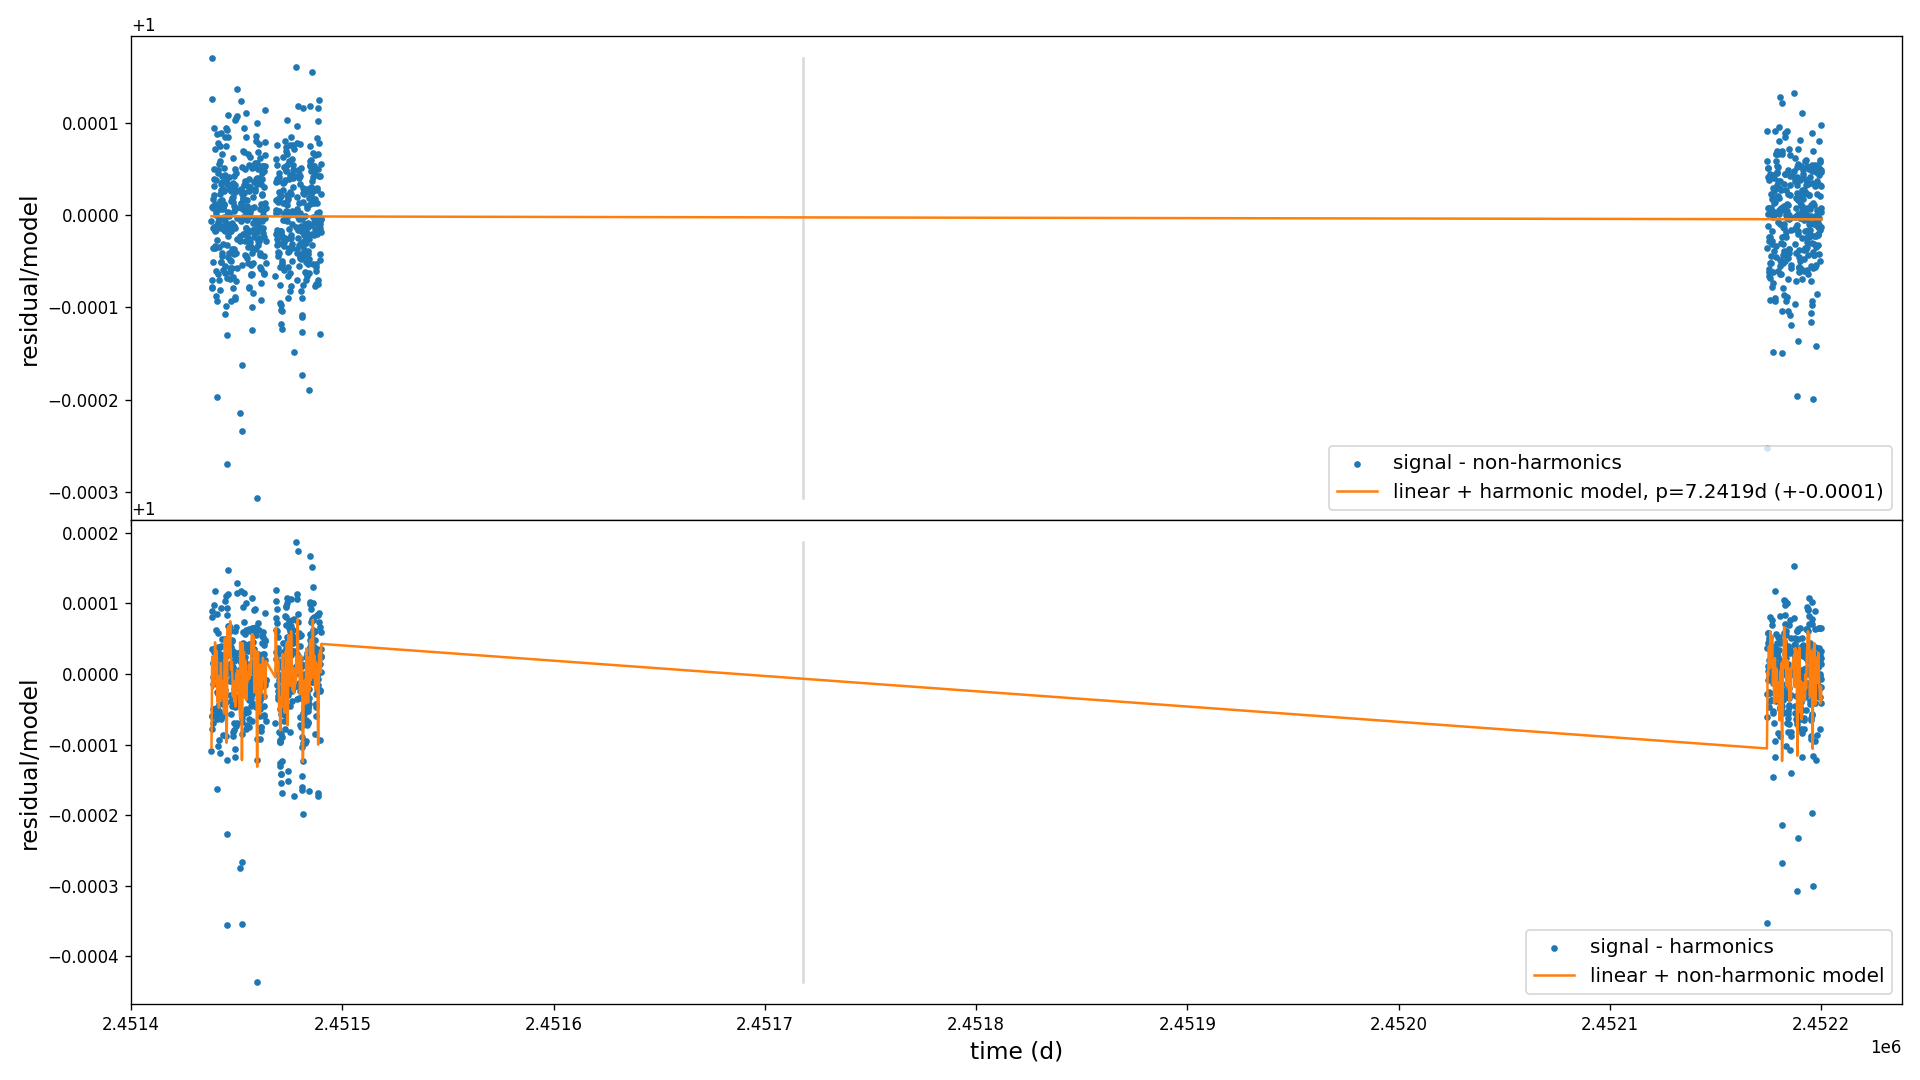 +1
0.0001
0.0000
−0.0001
−0.0002
−0.0003
residual/model
signal - non-harmonics
linear + harmonic model, p=7.2419d (+-0.0001)
+1
0.0002
0.0001
0.0000
−0.0001
−0.0002
−0.0003
−0.0004
residual/model
signal - harmonics
linear + non-harmonic model
2.4514 2.4515 2.4516 2.4517 2.4518 2.4519 2.4520 2.4521 2.4522
time (d)
1e6